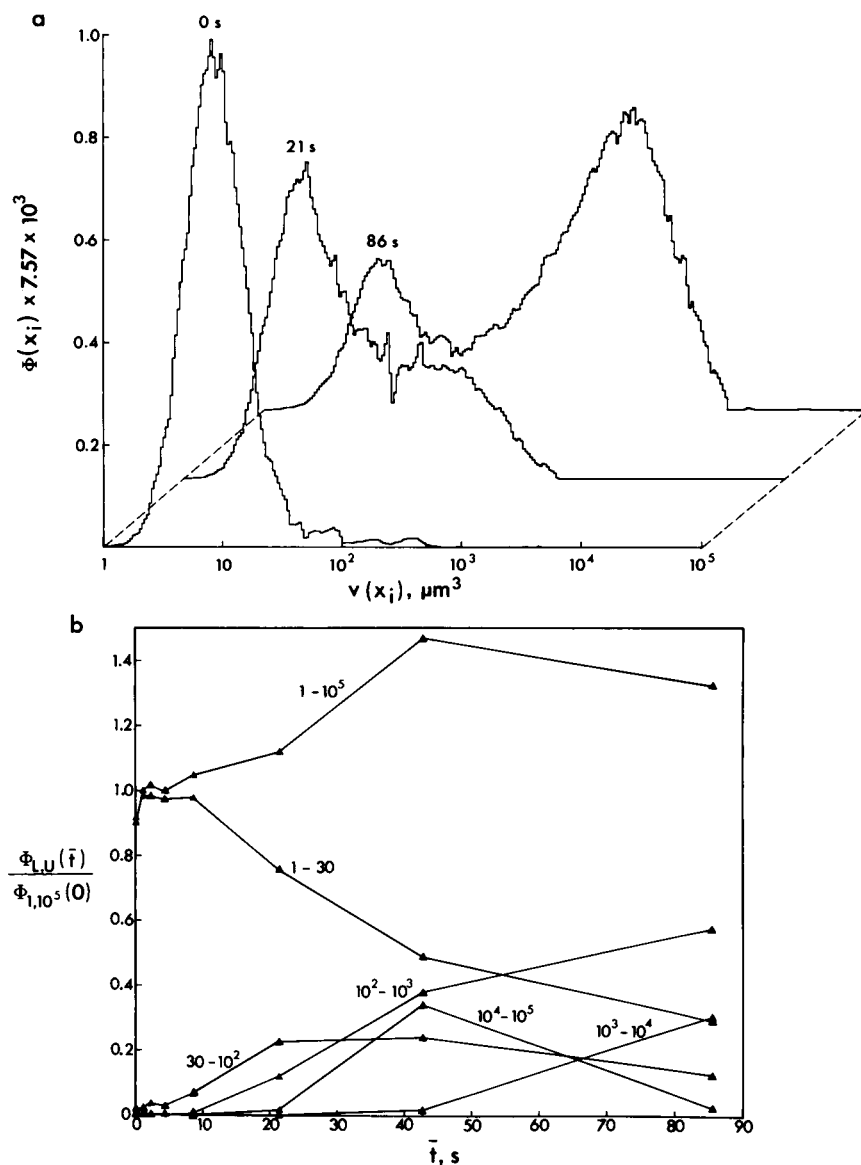 a
0 s
1.0
21 s
0.8
86 s
0.6
0.4
0.2
Φ(x_i) × 7.57 × 10³
1 10 10² 10³ 10⁴ 10⁵
v(x_i), μm³
b
1.4
1 – 10⁵
1.2
1.0
0.8
1 – 30
Φ_L,U(t̄)
Φ_1,10⁵(0)
0.6
0.4
10² – 10³
10⁴ – 10⁵
10³ – 10⁴
30 – 10²
0.2
0
0 10 20 30 40 50 60 70 80 90
t̄, s